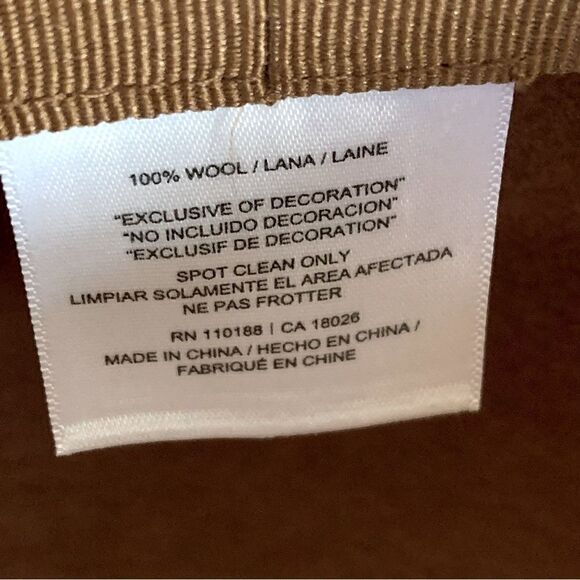 100% WOOL / LANA / LAINE
"EXCLUSIVE OF DECORATION"
"NO INCLUIDO DECORACION"
"EXCLUSIF DE DECORATION"
SPOT CLEAN ONLY
LIMPIAR SOLAMENTE EL AREA AFECTADA
NE PAS FROTTER
RN 110188 | CA 18026
MADE IN CHINA / HECHO EN CHINA /
FABRIQUÉ EN CHINE